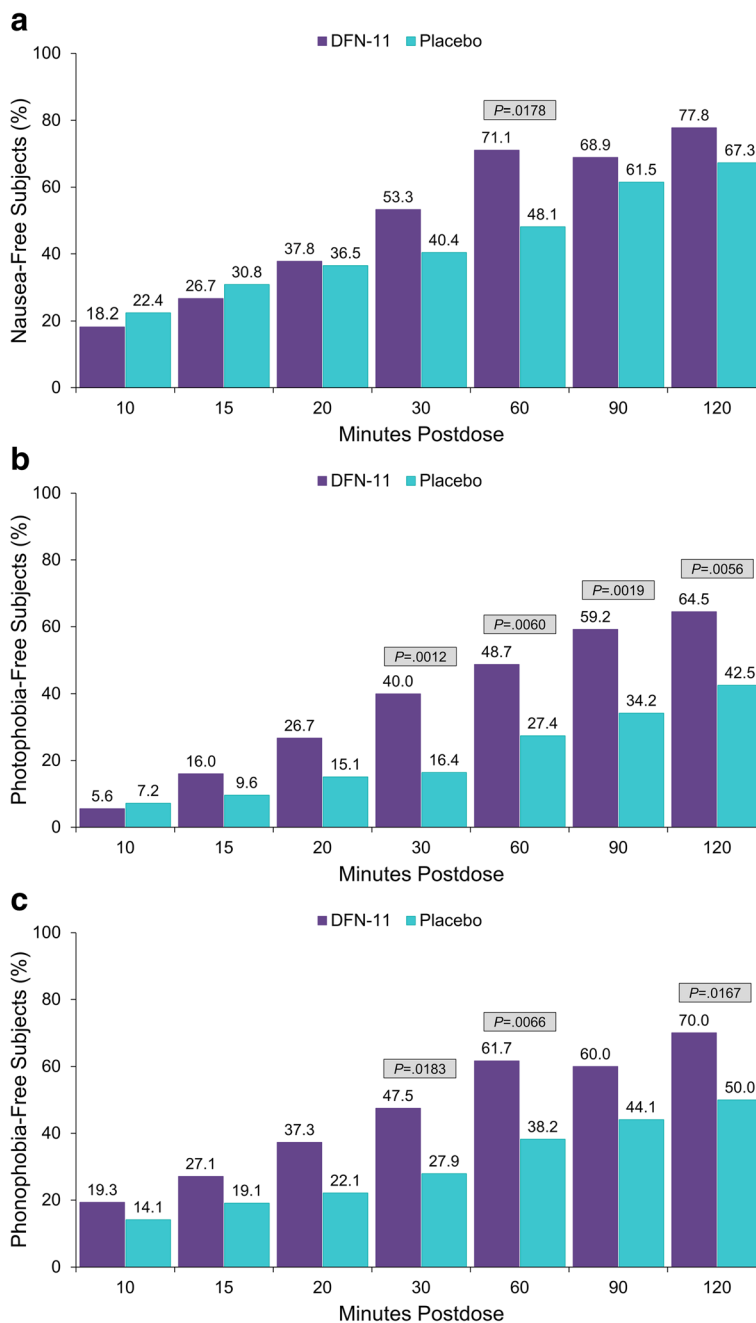 a
DFN-11 Placebo
Nausea-Free Subjects (%)
100
80
60
40
20
0
P=.0178
18.2 22.4 26.7 30.8 37.8 36.5 53.3 40.4 71.1 48.1 68.9 61.5 77.8 67.3
10 15 20 30 60 90 120
Minutes Postdose
b
DFN-11 Placebo
Photophobia-Free Subjects (%)
100
80
60
40
20
0
P=.0012 P=.0060 P=.0019 P=.0056
5.6 7.2 16.0 9.6 26.7 15.1 40.0 16.4 48.7 27.4 59.2 34.2 64.5 42.5
10 15 20 30 60 90 120
Minutes Postdose
c
DFN-11 Placebo
Phonophobia-Free Subjects (%)
100
80
60
40
20
0
P=.0183 P=.0066 P=.0167
19.3 14.1 27.1 19.1 37.3 22.1 47.5 27.9 61.7 38.2 60.0 44.1 70.0 50.0
10 15 20 30 60 90 120
Minutes Postdose